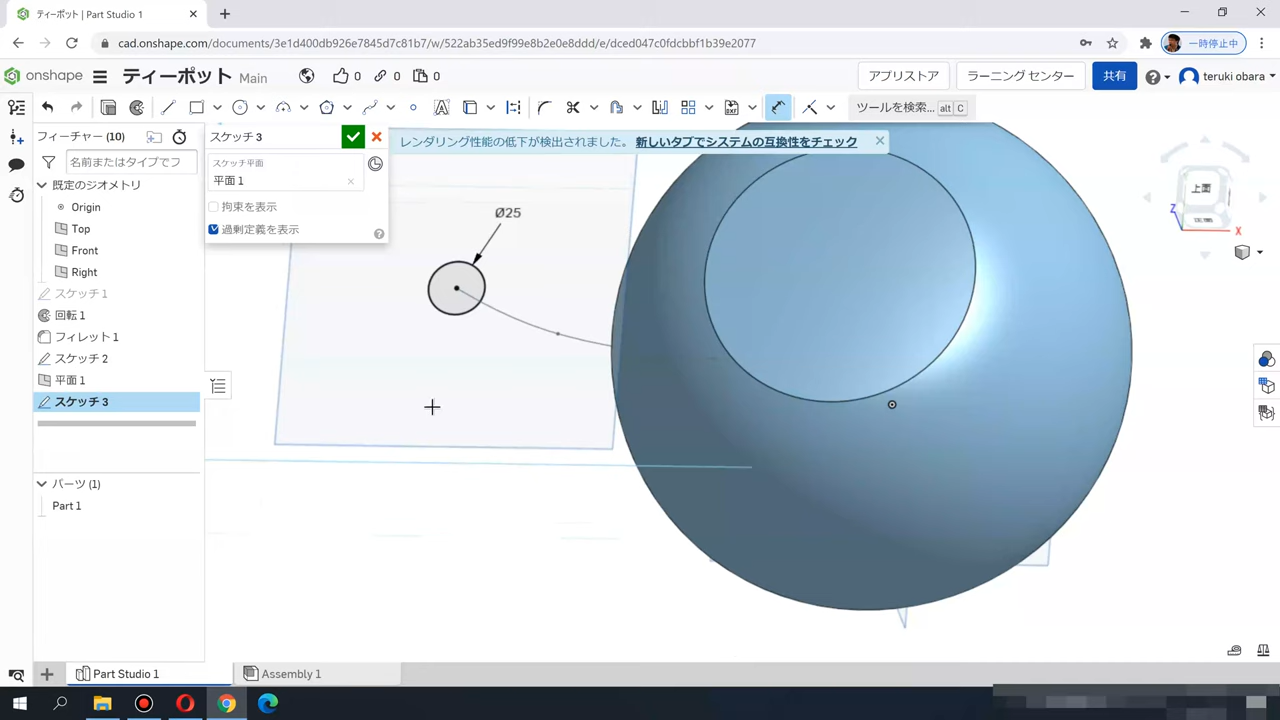 ティーポット | Part Studio 1
cad.onshape.com/documents/3e1d400db926e7845d7c81b7/w/5222b35eac7ba000b2e0e8ddd/e/dced047c0fdcbbf1b39e2077
一時停止中
onshape
ティーポット Main
0 0 0
アプリストア
ラーニング センター
共有
teruki obara
ツールを検索... alt C
フィーチャー (10)
名前またはタイプでフ
既定のジオメトリ
Origin
Top
Front
Right
スケッチ 1
回転 1
フィレット 1
スケッチ 2
平面 1
スケッチ 3
パーツ (1)
Part 1
スケッチ 3
スケッチ平面
平面 1
拘束を表示
過剰定義を表示
レンダリング性能の低下が検出されました。 新しいタブでシステムの互換性をチェック
Ø25
上面
Z
X
Part Studio 1
Assembly 1